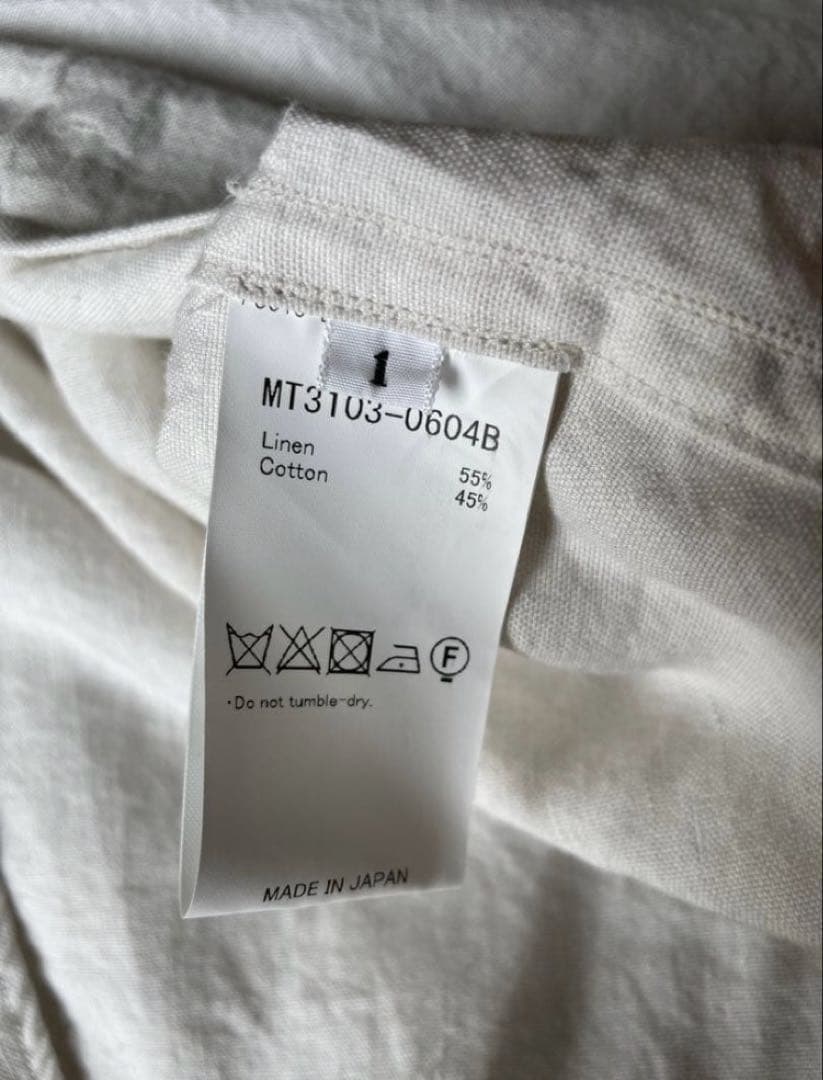 1
MT3103-0604B
Linen 55%
Cotton 45%
F
·Do not tumble-dry.
MADE IN JAPAN